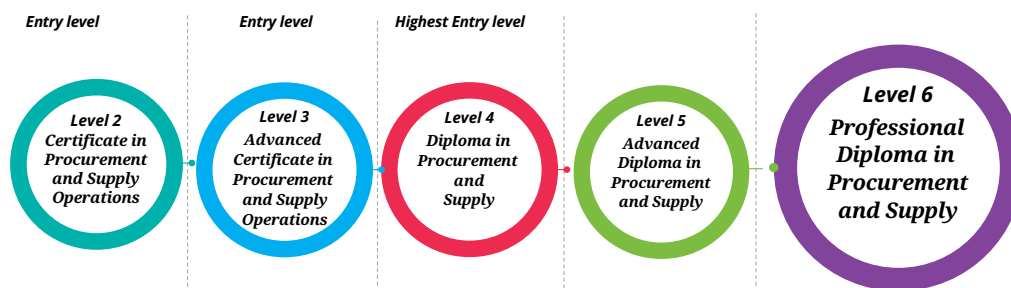 Entry level
Entry level
Highest Entry level
Level 2
Certificate in
Procurement
and Supply
Operations
Level 3
Advanced
Certificate in
Procurement
and Supply
Operations
Level 4
Diploma in
Procurement
and
Supply
Level 5
Advanced
Diploma in
Procurement
and Supply
Level 6
Professional
Diploma in
Procurement
and Supply